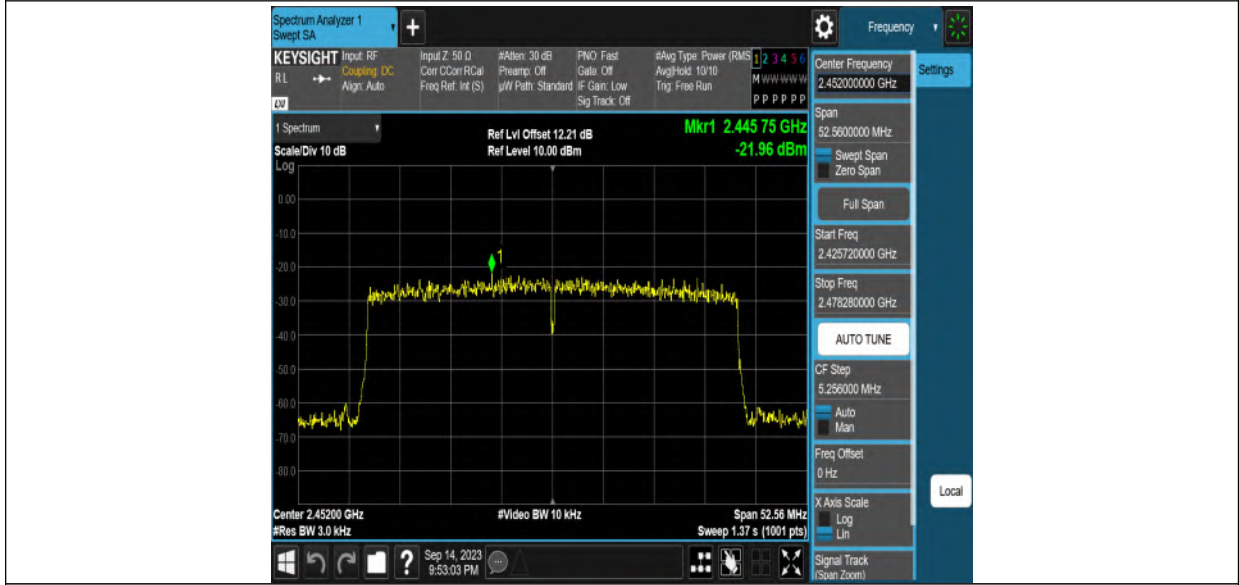 Spectrum Analyzer 1
Swept SA
+
Frequency
KEYSIGHT
RL
LXI
Input: RF
Coupling: DC
Align: Auto
Input Z: 50 Ω
Corr CCorr RCal
Freq Ref: Int (S)
#Atten: 30 dB
Preamp: Off
µW Path: Standard
PNO: Fast
Gate: Off
IF Gain: Low
Sig Track: Off
#Avg Type: Power (RMS
Avg|Hold: 10/10
Trig: Free Run
1 2 3 4 5 6
M W W W W W
P P P P P P
1 Spectrum
Scale/Div 10 dB
Log
Ref Lvl Offset 12.21 dB
Ref Level 10.00 dBm
Mkr1 2.445 75 GHz
-21.96 dBm
0.00
-10.0
-20.0
-30.0
-40.0
-50.0
-60.0
-70.0
-80.0
1
Center 2.45200 GHz
#Res BW 3.0 kHz
#Video BW 10 kHz
Span 52.56 MHz
Sweep 1.37 s (1001 pts)
Center Frequency
2.452000000 GHz
Span
52.5600000 MHz
Swept Span
Zero Span
Full Span
Start Freq
2.425720000 GHz
Stop Freq
2.478280000 GHz
AUTO TUNE
CF Step
5.256000 MHz
Auto
Man
Freq Offset
0 Hz
X Axis Scale
Log
Lin
Signal Track
(Span Zoom)
Settings
Local
?
Sep 14, 2023
9:53:03 PM